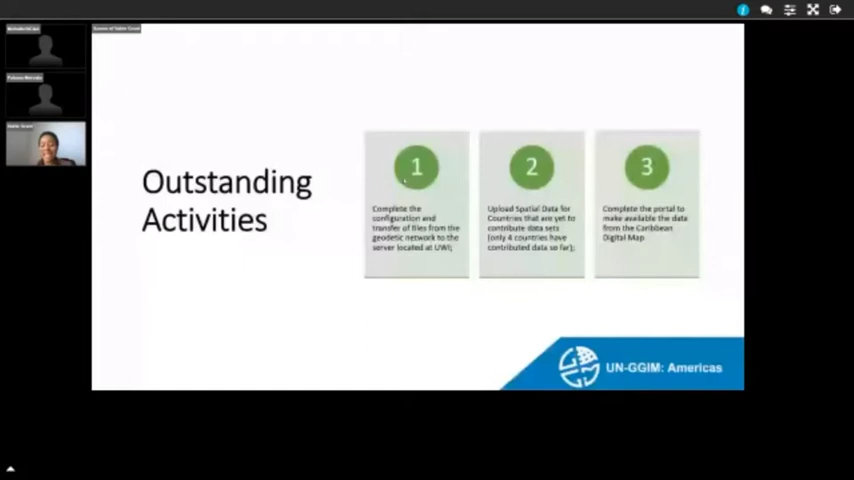 Outstanding
Activities
1
Complete the
configuration and
transfer of files from the
geodetic network to the
server located at UWI;
2
Upload Spatial Data for
Countries that are yet to
contribute data sets
(only 4 countries have
contributed data so far);
3
Complete the portal to
make available the data
from the Caribbean
Digital Map
UN-GGIM: Americas